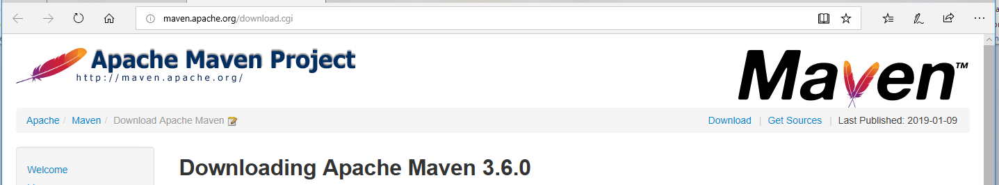 maven.apache.org/download.cgi
Apache Maven Project
http://maven.apache.org/
Maven™
Apache / Maven / Download Apache Maven
Download | Get Sources | Last Published: 2019-01-09
Welcome
Downloading Apache Maven 3.6.0